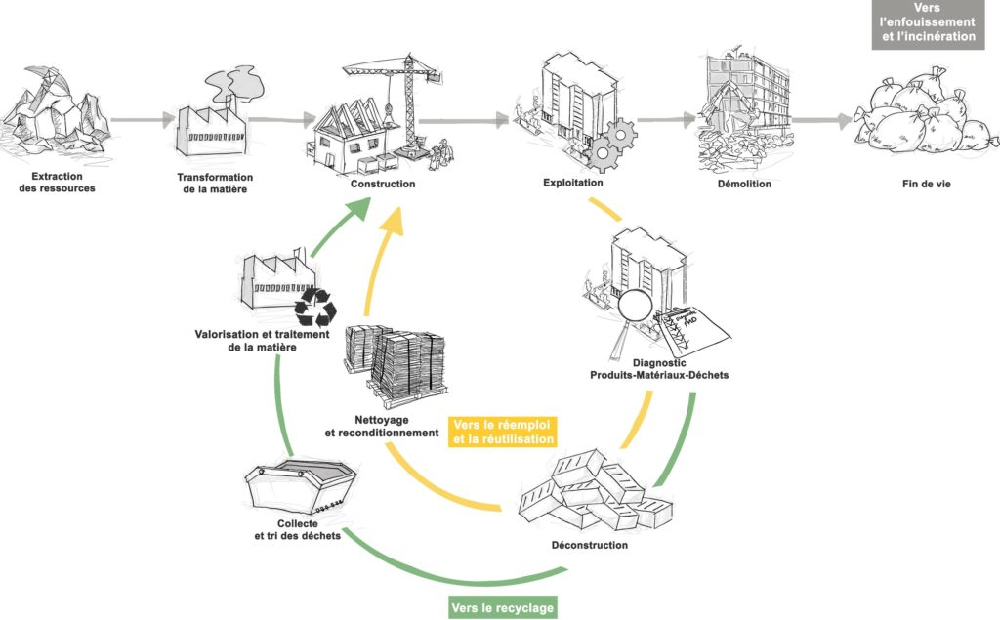 Vers
l'enfouissement
et l'incinération
Extraction
des ressources
Transformation
de la matière
Construction
Exploitation
Démolition
Fin de vie
Valorisation et traitement
de la matière
Diagnostic
Produits-Matériaux-Déchets
Nettoyage
et reconditionnement
Vers le réemploi
et la réutilisation
Collecte
et tri des déchets
Déconstruction
Vers le recyclage